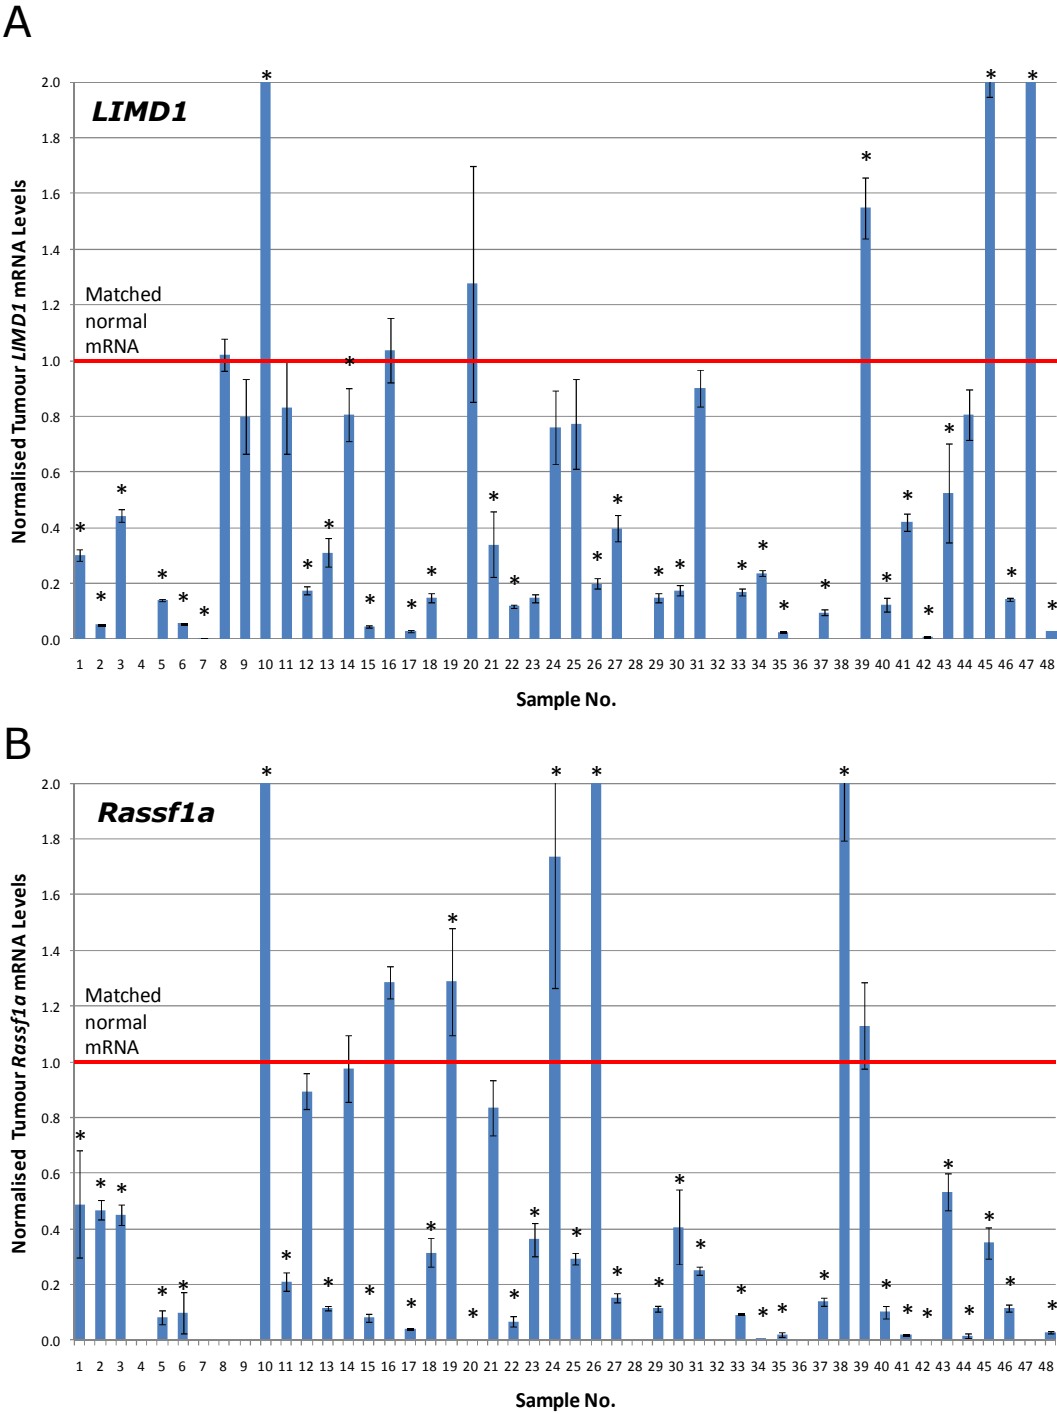 A
LIMD1
Normalised Tumour LIMD1 mRNA Levels
2.0
1.8
1.6
1.4
1.2
1.0
0.8
0.6
0.4
0.2
0.0
Matched
normal
mRNA
* * * * * * * * * * * * * * * * * * * * * * * * * * * * * * *
1 2 3 4 5 6 7 8 9 10 11 12 13 14 15 16 17 18 19 20 21 22 23 24 25 26 27 28 29 30 31 32 33 34 35 36 37 38 39 40 41 42 43 44 45 46 47 48
Sample No.
B
Rassf1a
Normalised Tumour Rassf1a mRNA Levels
2.0
1.8
1.6
1.4
1.2
1.0
0.8
0.6
0.4
0.2
0.0
Matched
normal
mRNA
* * * * * * * * * * * * * * * * * * * * * * * * * * * * * * * * * *
1 2 3 4 5 6 7 8 9 10 11 12 13 14 15 16 17 18 19 20 21 22 23 24 25 26 27 28 29 30 31 32 33 34 35 36 37 38 39 40 41 42 43 44 45 46 47 48
Sample No.